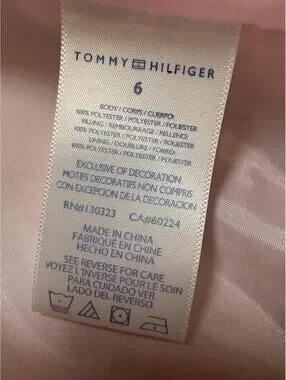 TOMMY HILFIGER
6
BODY / CORPS / CUERPO:
100% POLYESTER / POLYESTER / POLIESTER
FILLING / REMBOURRAGE / RELLENO:
100% POLYESTER / POLYESTER / POLIESTER
LINING / DOUBLURE / FORRO:
100% POLYESTER / POLYESTER / POLIESTER
EXCLUSIVE OF DECORATION
MOTIFS DECORATIFS NON COMPRIS
CON EXCEPCION DE LA DECORACION
RN#130323 CA#60224
MADE IN CHINA
FABRIQUE EN CHINE
HECHO EN CHINA
SEE REVERSE FOR CARE
VOYEZ L'INVERSE POUR LE SOIN
PARA CUIDADO VER
LADO DEL REVERSO